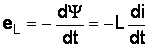 e_L = − dΨ/dt = −L di/dt